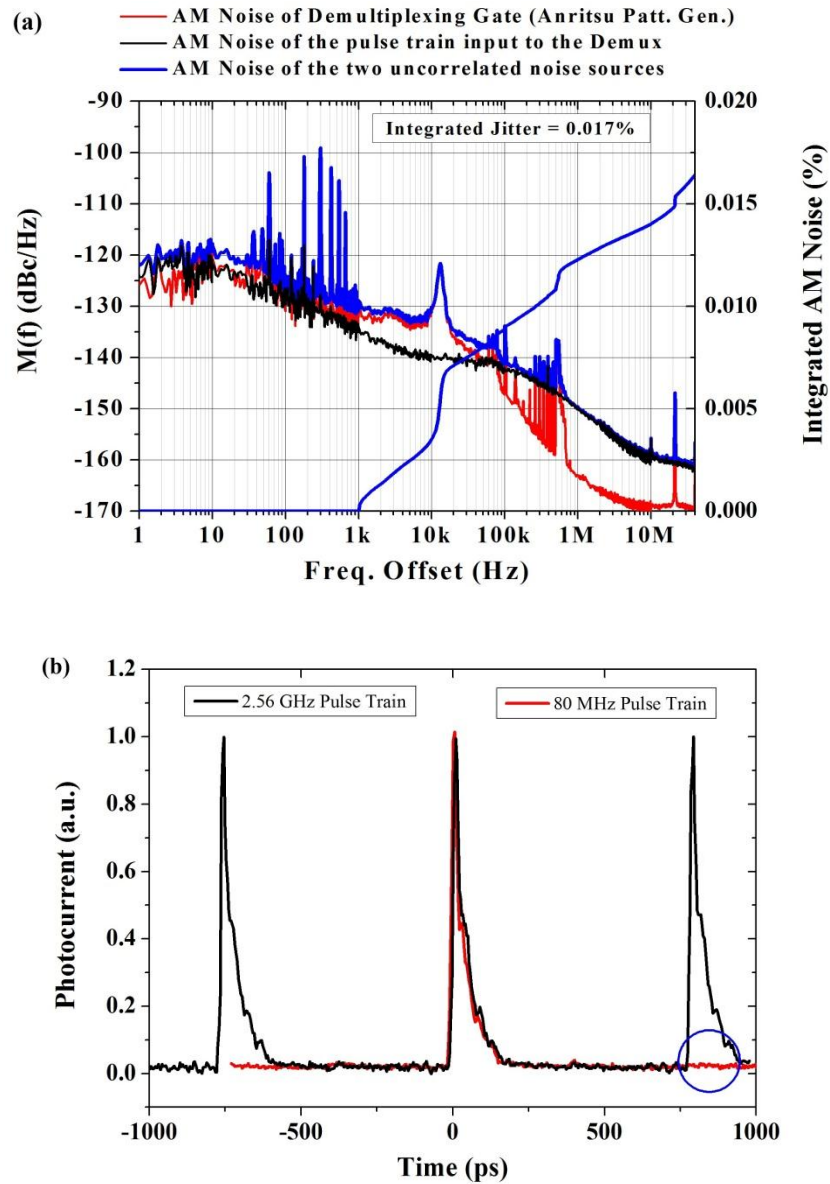 (a)
AM Noise of Demultiplexing Gate (Anritsu Patt. Gen.)
AM Noise of the pulse train input to the Demux
AM Noise of the two uncorrelated noise sources
Integrated Jitter = 0.017%
-90
-100
-110
-120
-130
-140
-150
-160
-170
M(f) (dBc/Hz)
0.020
0.015
0.010
0.005
0.000
Integrated AM Noise (%)
1 10 100 1k 10k 100k 1M 10M
Freq. Offset (Hz)
(b)
2.56 GHz Pulse Train
80 MHz Pulse Train
1.2
1.0
0.8
0.6
0.4
0.2
0.0
Photocurrent (a.u.)
-1000 -500 0 500 1000
Time (ps)